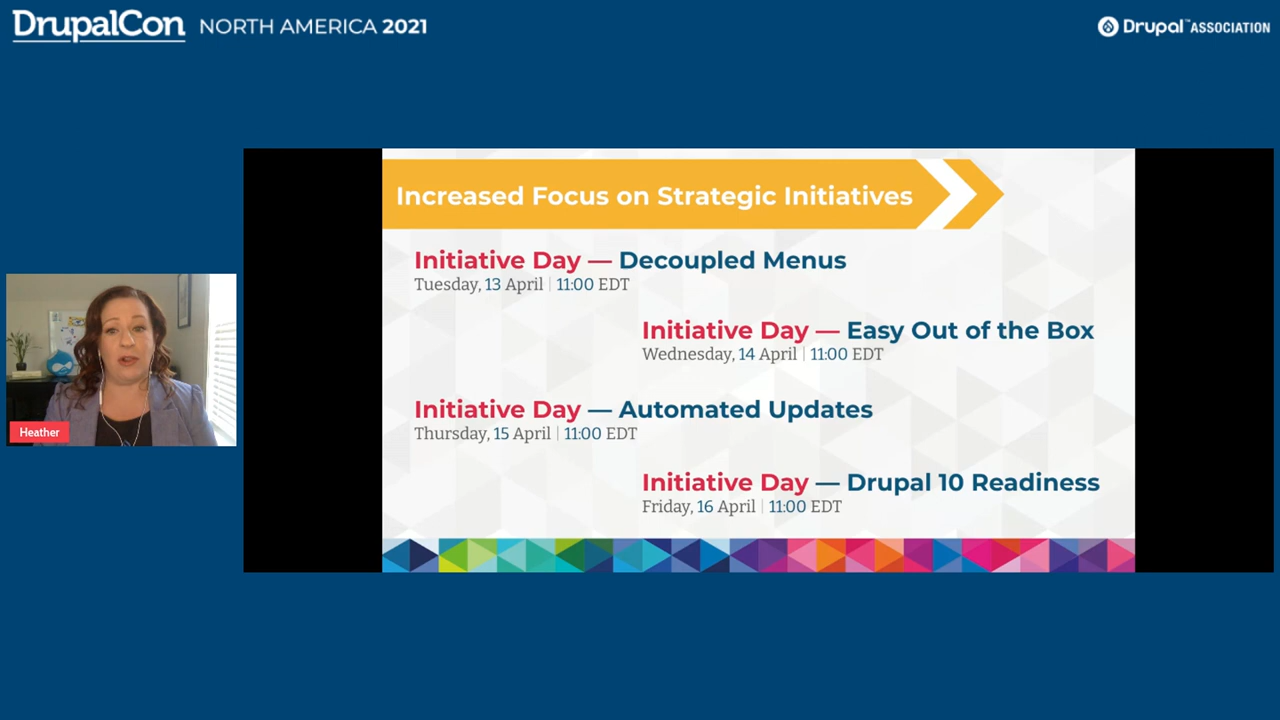 DrupalCon NORTH AMERICA 2021
Drupal™ ASSOCIATION
Increased Focus on Strategic Initiatives
Initiative Day — Decoupled Menus
Tuesday, 13 April | 11:00 EDT
Initiative Day — Easy Out of the Box
Wednesday, 14 April | 11:00 EDT
Initiative Day — Automated Updates
Thursday, 15 April | 11:00 EDT
Initiative Day — Drupal 10 Readiness
Friday, 16 April | 11:00 EDT
Heather